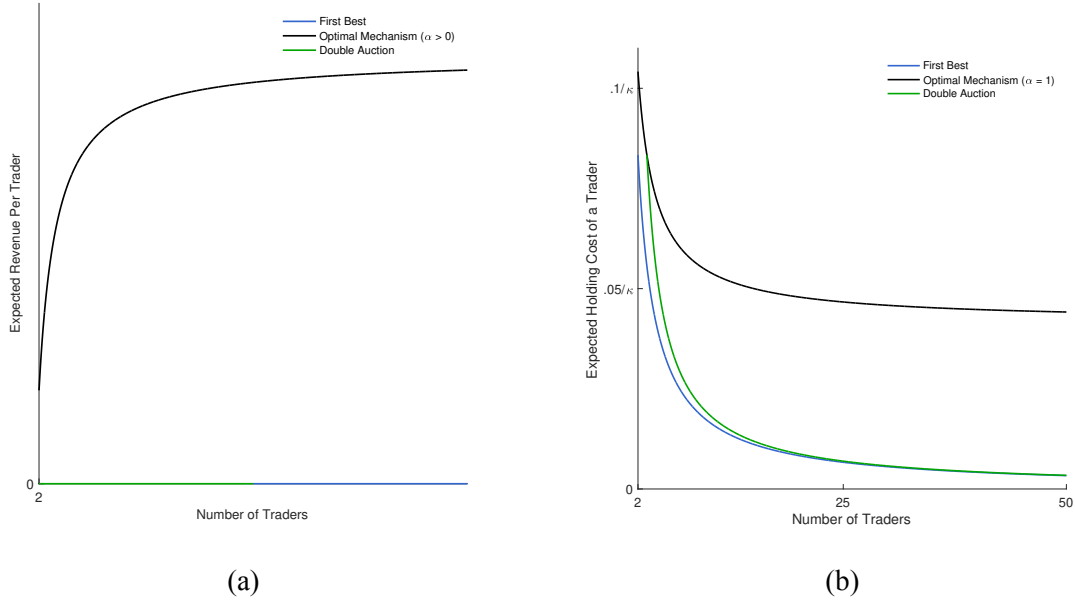 First Best
Optimal Mechanism (α > 0)
Double Auction
Expected Revenue Per Trader
0
2
Number of Traders
(a)
First Best
Optimal Mechanism (α = 1)
Double Auction
Expected Holding Cost of a Trader
.1/κ
.05/κ
0
2
25
50
Number of Traders
(b)